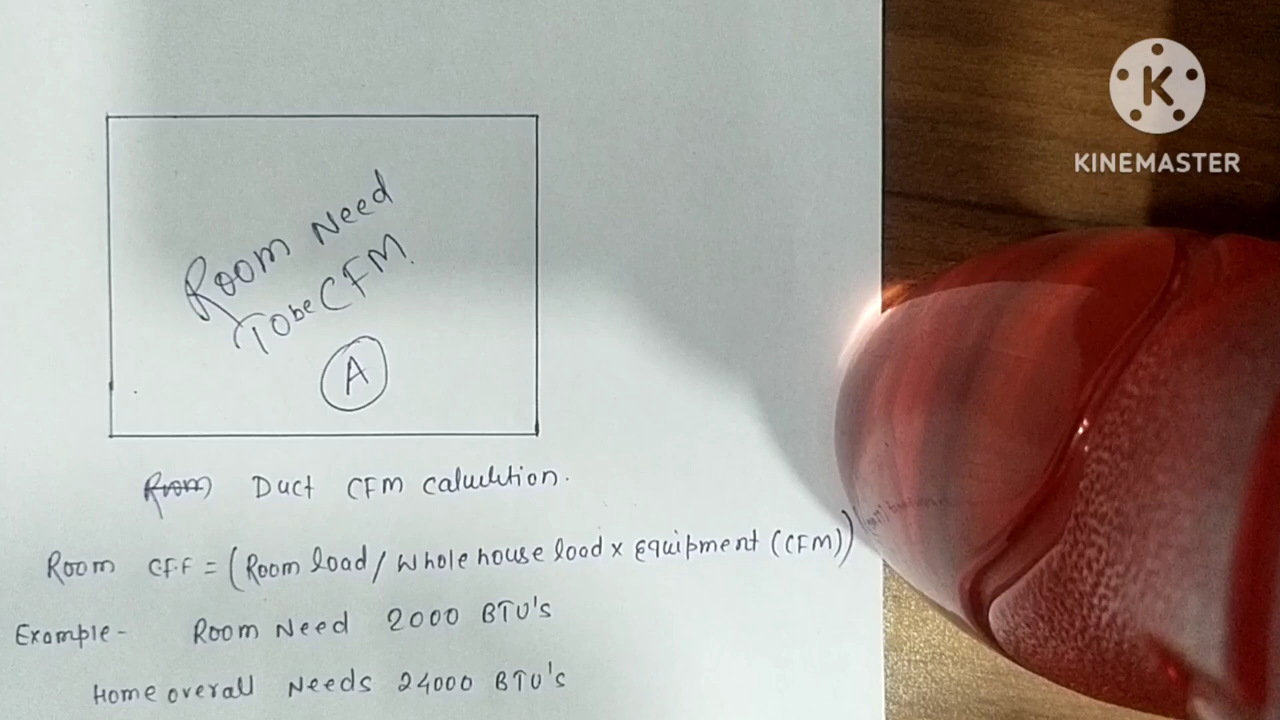 Room Need
To be CFM.
A
Room Duct CFM calculation.
Room CFF = (Room load / Whole house load x Equipment (CFM))
Example - Room Need 2000 BTU's
Home overall Needs 24000 BTU's
K
KINEMASTER